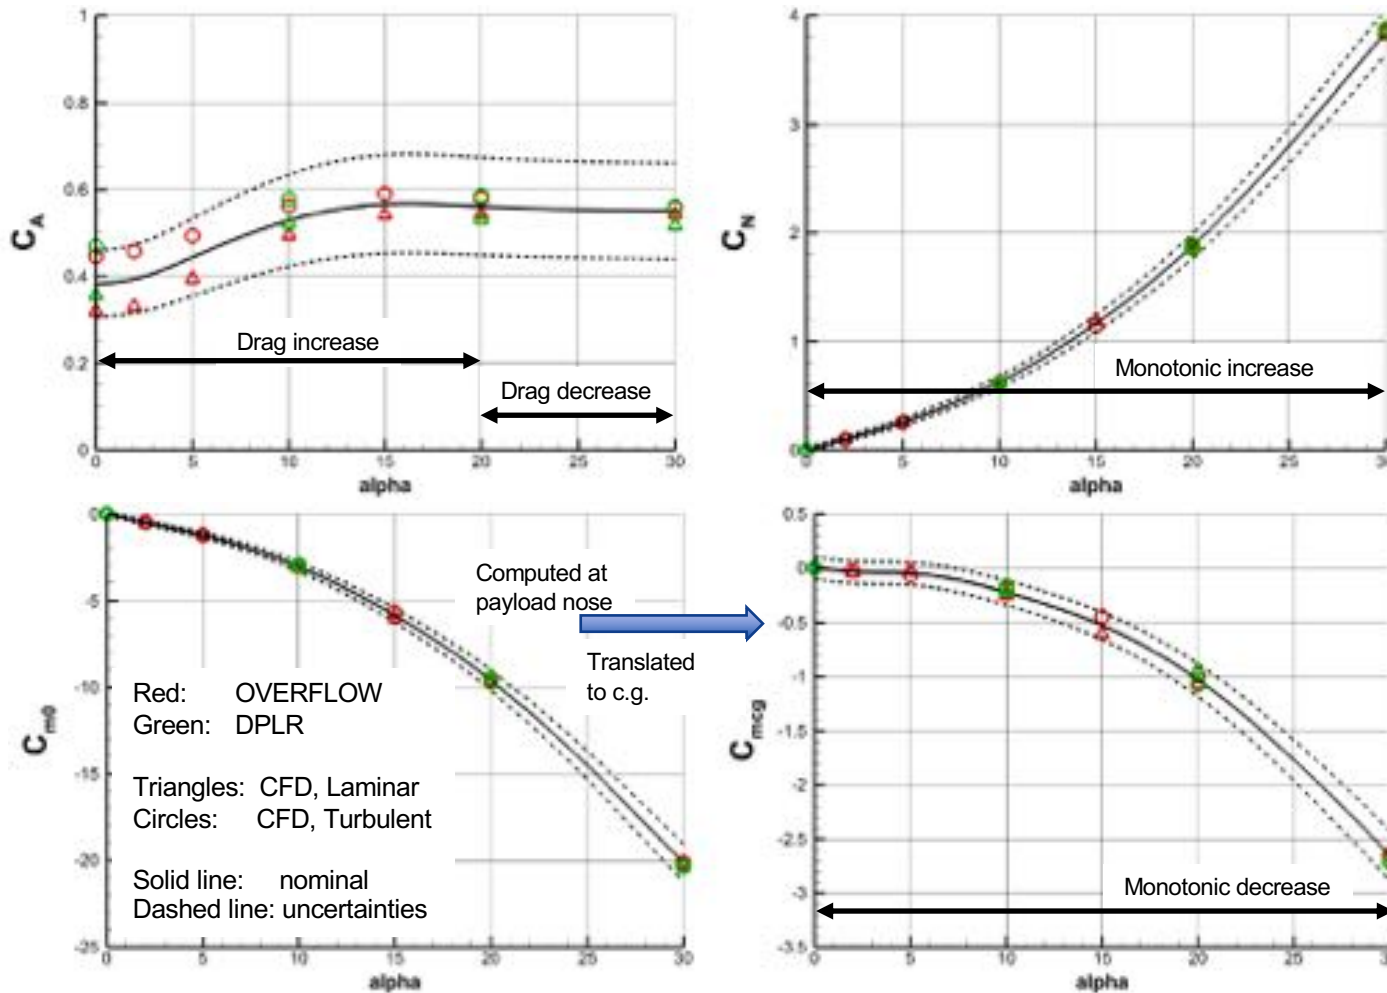 1
0.8
0.6
0.4
0.2
0
C_A
Drag increase
Drag decrease
0 5 10 15 20 25 30
alpha
4
3
2
1
0
C_N
Monotonic increase
0 5 10 15 20 25 30
alpha
0
-5
-10
-15
-20
-25
C_m0
Red: OVERFLOW
Green: DPLR
Triangles: CFD, Laminar
Circles: CFD, Turbulent
Solid line: nominal
Dashed line: uncertainties
0 5 10 15 20 25 30
alpha
Computed at
payload nose
Translated
to c.g.
0.5
0
-0.5
-1
-1.5
-2
-2.5
-3
-3.5
C_mcg
Monotonic decrease
0 5 10 15 20 25 30
alpha